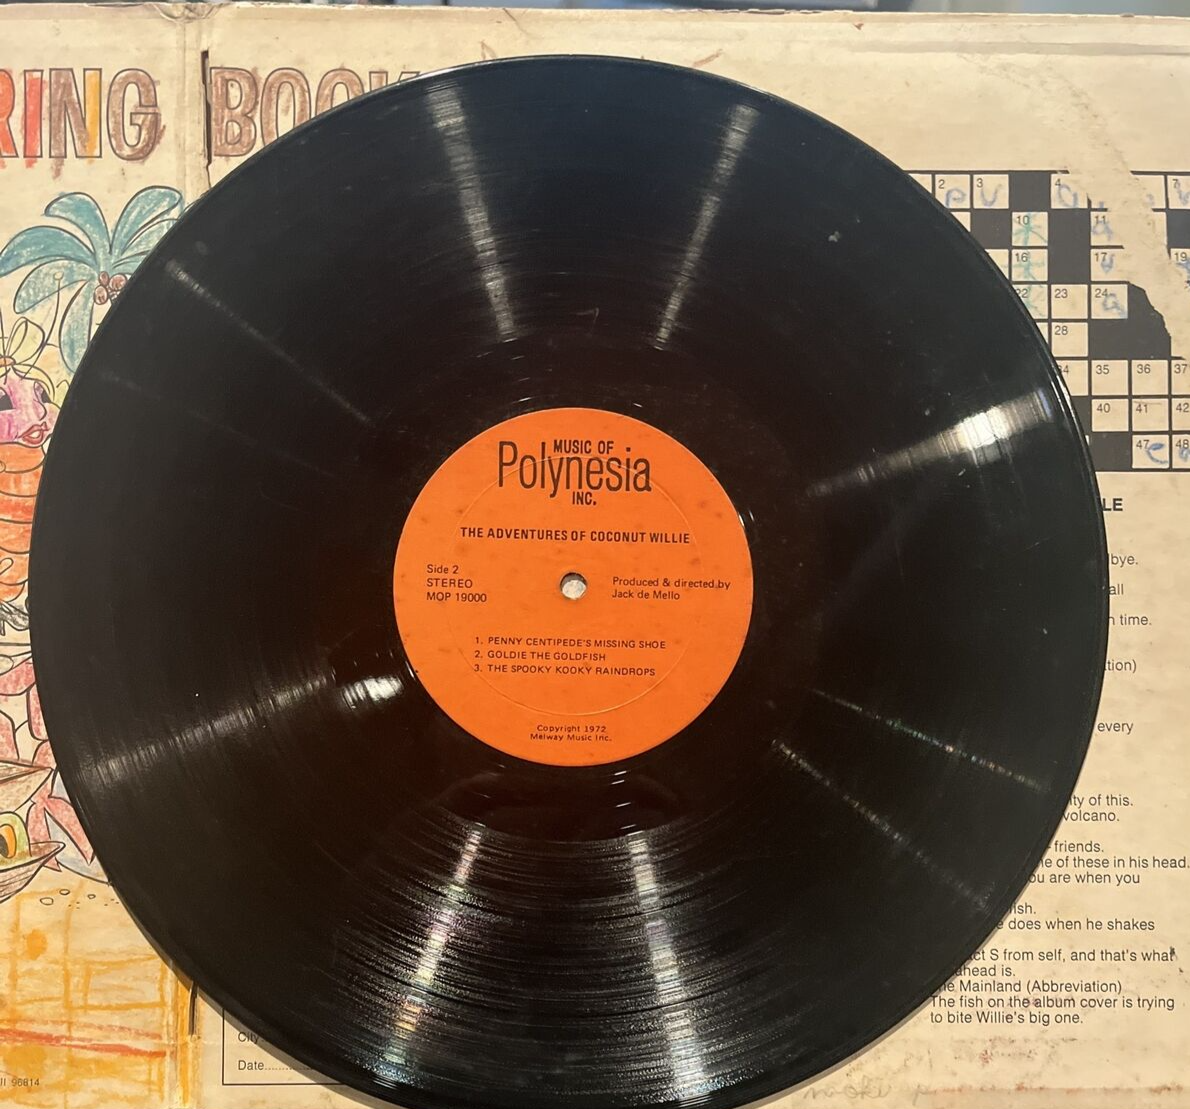 RING BOOK
MUSIC OF
Polynesia
INC.
THE ADVENTURES OF COCONUT WILLIE
Side 2
STEREO
MOP 19000
Produced & directed by
Jack de Mello
1. PENNY CENTIPEDE'S MISSING SHOE
2. GOLDIE THE GOLDFISH
3. THE SPOOKY KOOKY RAINDROPS
Copyright 1972
Melway Music Inc.
2 3 4 7
10 11
16 17 19
22 23 24
28
34 35 36 37
40 41 42
47 48
LE
bye.
all
n time.
tion)
every
ity of this.
volcano.
friends.
ne of these in his head.
ou are when you
ish.
e does when he shakes
ct S from self, and that's what
ahead is.
he Mainland (Abbreviation)
The fish on the album cover is trying
to bite Willie's big one.
City
Date
II 96814